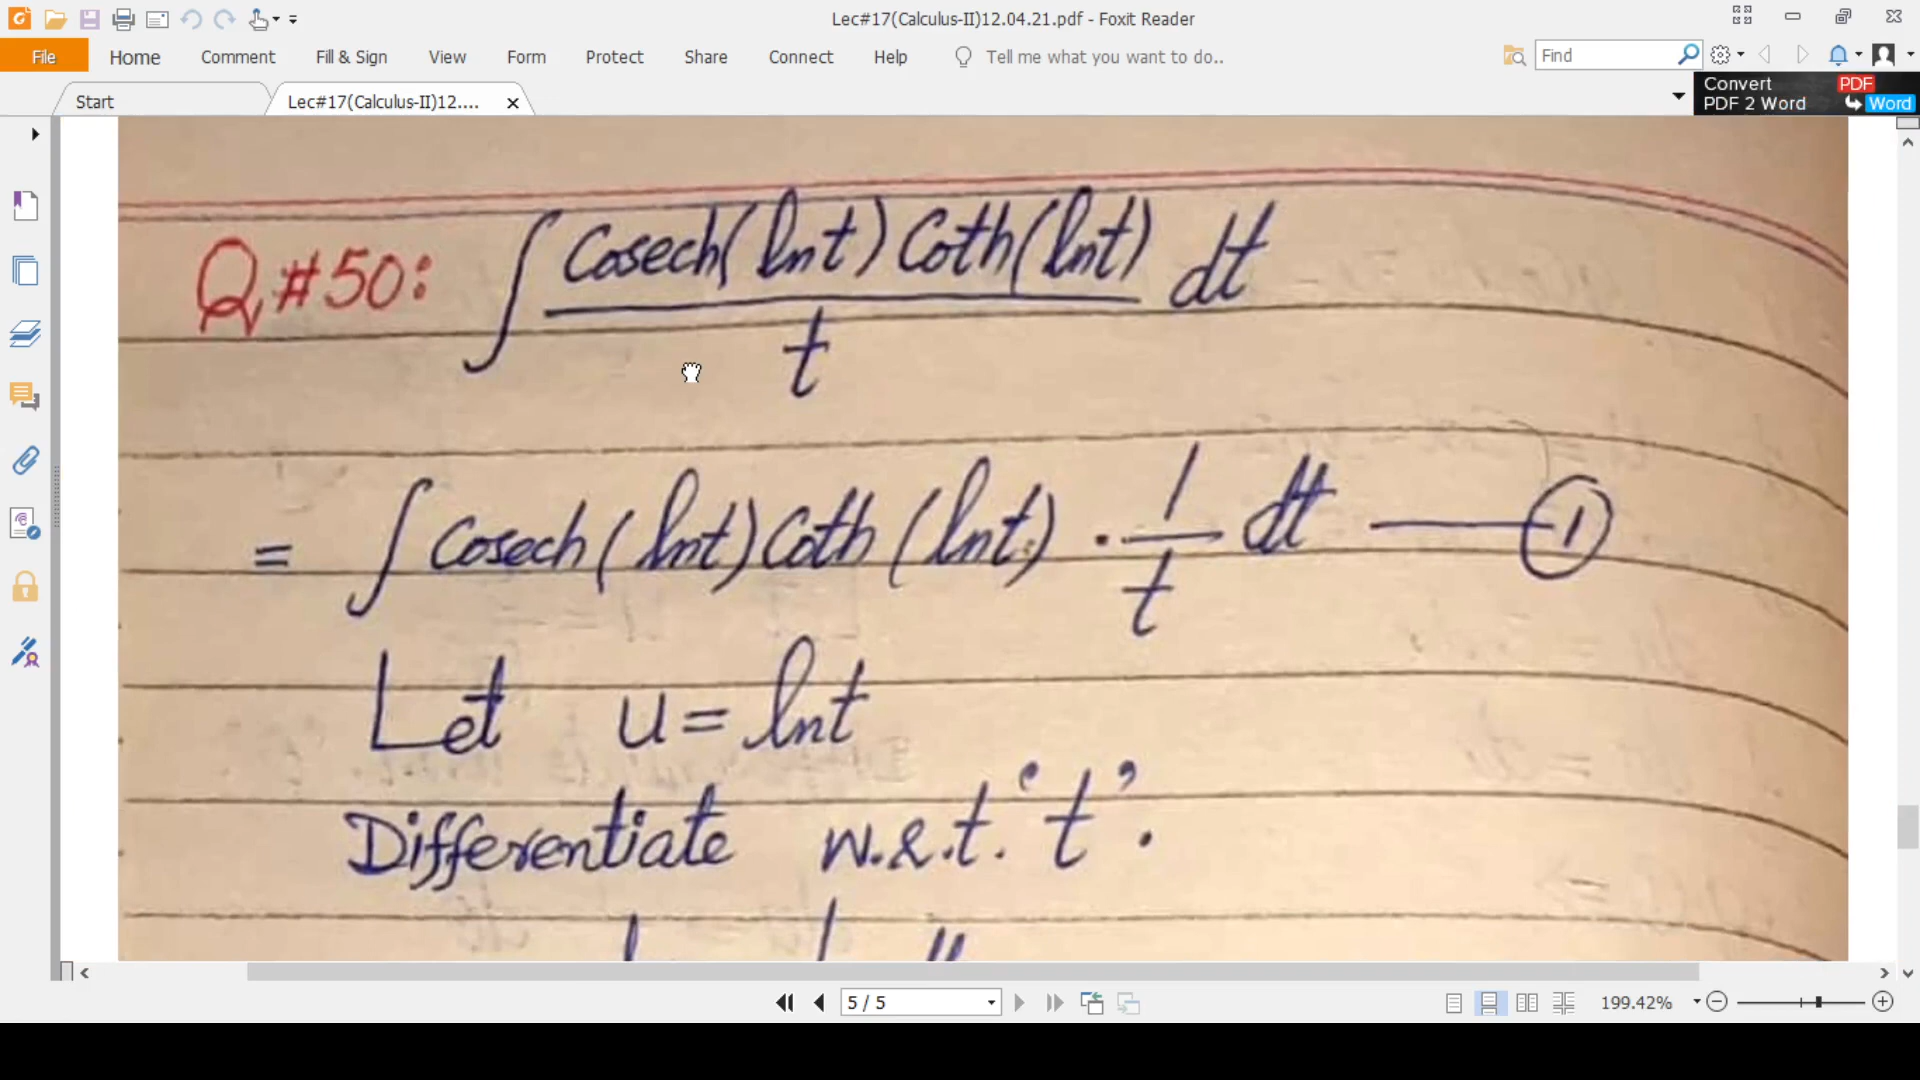 Lec#17(Calculus-II)12.04.21.pdf - Foxit Reader
File Home Comment Fill & Sign View Form Protect Share Connect Help Tell me what you want to do.. Find
Start Lec#17(Calculus-II)12.... Convert PDF
PDF 2 Word Word
Q#50: ∫ Cosech(lnt) Coth(lnt) / t dt
= ∫ Cosech(lnt) Coth(lnt) · 1/t dt — ①
Let u = lnt
Differentiate w.r.t. ‘t’.
5 / 5 199.42%